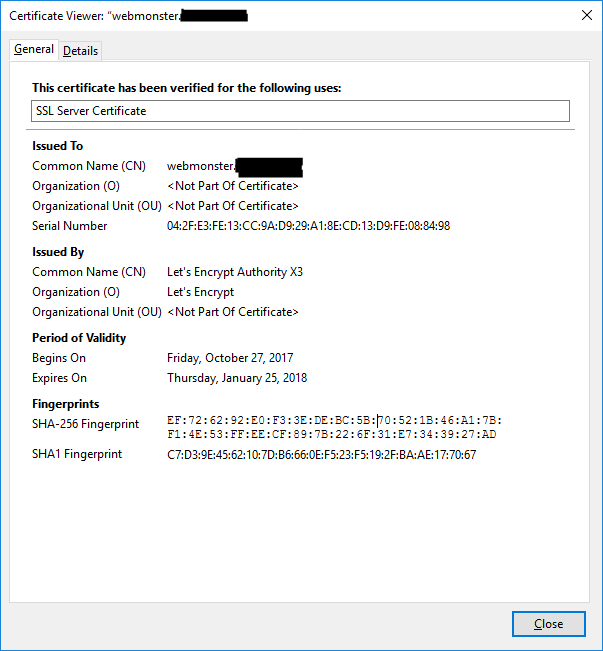 Certificate Viewer: “webmonster.
General Details
This certificate has been verified for the following uses:
SSL Server Certificate
Issued To
Common Name (CN) webmonster.
Organization (O) <Not Part Of Certificate>
Organizational Unit (OU) <Not Part Of Certificate>
Serial Number 04:2F:E3:FE:13:CC:9A:D9:29:A1:8E:CD:13:D9:FE:08:84:98
Issued By
Common Name (CN) Let's Encrypt Authority X3
Organization (O) Let's Encrypt
Organizational Unit (OU) <Not Part Of Certificate>
Period of Validity
Begins On Friday, October 27, 2017
Expires On Thursday, January 25, 2018
Fingerprints
SHA-256 Fingerprint EF:72:62:92:E0:F3:3E:DE:BC:5B:70:52:1B:46:A1:7B:
F1:4E:53:FF:EE:CF:89:7B:22:6F:31:E7:34:39:27:AD
SHA1 Fingerprint C7:D3:9E:45:62:10:7D:B6:66:0E:F5:23:F5:19:2F:BA:AE:17:70:67
Close